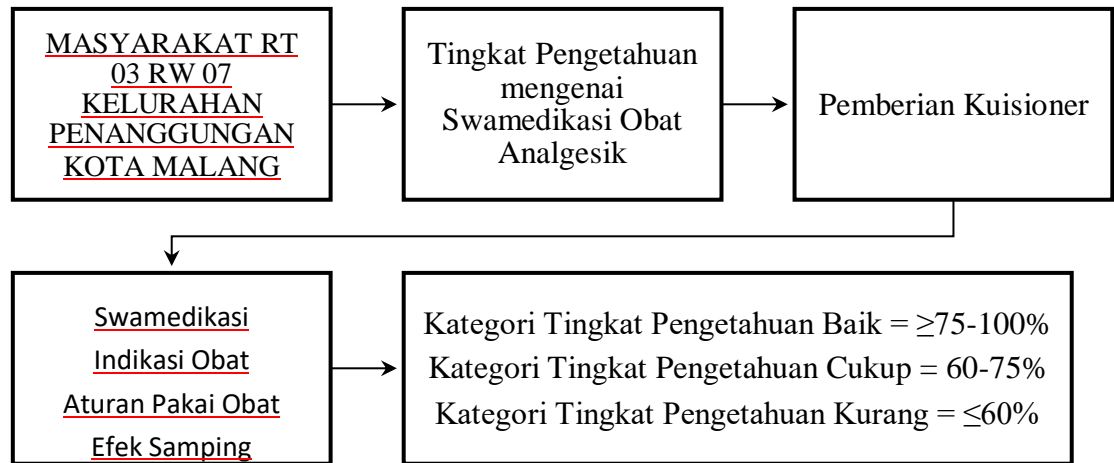 MASYARAKAT RT
03 RW 07
KELURAHAN
PENANGGUNGAN
KOTA MALANG
Tingkat Pengetahuan
mengenai
Swamedikasi Obat
Analgesik
Pemberian Kuisioner
Swamedikasi
Indikasi Obat
Aturan Pakai Obat
Efek Samping
Kategori Tingkat Pengetahuan Baik = ≥75-100%
Kategori Tingkat Pengetahuan Cukup = 60-75%
Kategori Tingkat Pengetahuan Kurang = ≤60%